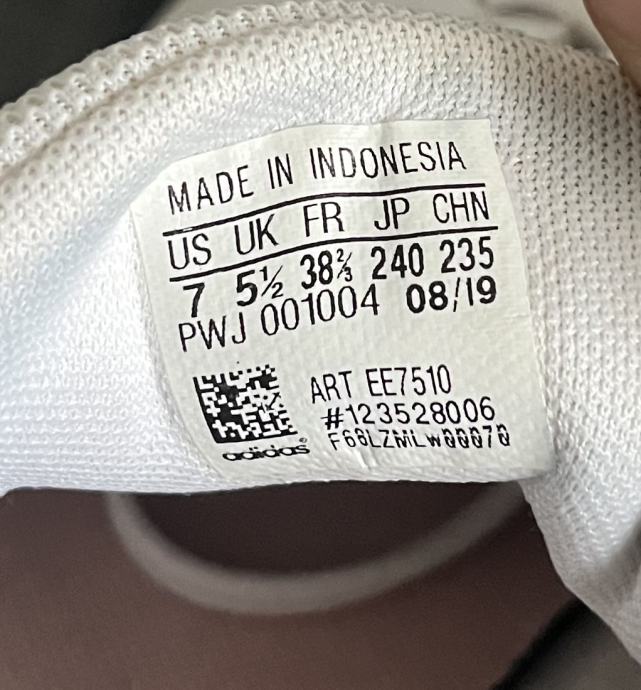 MADE IN INDONESIA
US UK FR JP CHN
7 5½ 38⅔ 240 235
PWJ 001004 08/19
ART EE7510
#123528006
F68LZMLW00070
adidas®